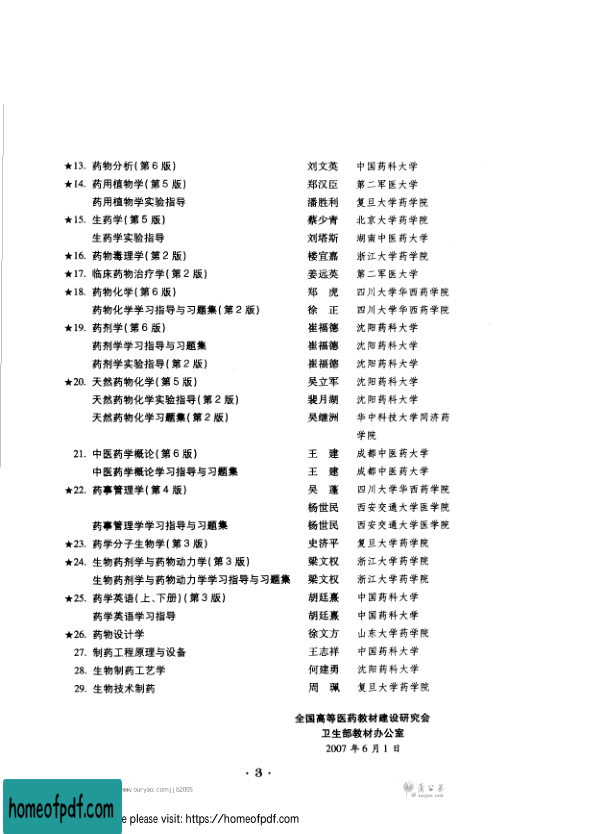 ★13. 药物分析(第6版) 刘文英 中国药科大学
★14. 药用植物学(第5版) 郑汉臣 第二军医大学
药用植物学实验指导 潘胜利 复旦大学药学院
★15. 生药学(第5版) 蔡少青 北京大学药学院
生药学实验指导 刘塔斯 湖南中医药大学
★16. 药物毒理学(第2版) 楼宜嘉 浙江大学药学院
★17. 临床药物治疗学(第2版) 姜远英 第二军医大学
★18. 药物化学(第6版) 郑 虎 四川大学华西药学院
药物化学学习指导与习题集(第2版) 徐 正 四川大学华西药学院
★19. 药剂学(第6版) 崔福德 沈阳药科大学
药剂学学习指导与习题集 崔福德 沈阳药科大学
药剂学实验指导(第2版) 崔福德 沈阳药科大学
★20. 天然药物化学(第5版) 吴立军 沈阳药科大学
天然药物化学实验指导(第2版) 裴月湖 沈阳药科大学
天然药物化学习题集(第2版) 吴继洲 华中科技大学同济药
学院
21. 中医药学概论(第6版) 王 建 成都中医药大学
中医药学概论学习指导与习题集 王 建 成都中医药大学
★22. 药事管理学(第4版) 吴 蓬 四川大学华西药学院
杨世民 西安交通大学医学院
药事管理学学习指导与习题集 杨世民 西安交通大学医学院
★23. 药学分子生物学(第3版) 史济平 复旦大学药学院
★24. 生物药剂学与药物动力学(第3版) 梁文权 浙江大学药学院
生物药剂学与药物动力学学习指导与习题集 梁文权 浙江大学药学院
★25. 药学英语(上、下册)(第3版) 胡廷熹 中国药科大学
药学英语学习指导 胡廷熹 中国药科大学
★26. 药物设计学 徐文方 山东大学药学院
27. 制药工程原理与设备 王志祥 中国药科大学
28. 生物制药工艺学 何建勇 沈阳药科大学
29. 生物技术制药 周 珮 复旦大学药学院
全国高等医药教材建设研究会
卫生部教材办公室
2007年6月1日
· 3 ·
www.ouryao.com jjb2005
蒲公英
ouryao.com
homeofpdf.com
please visit: https://homeofpdf.com